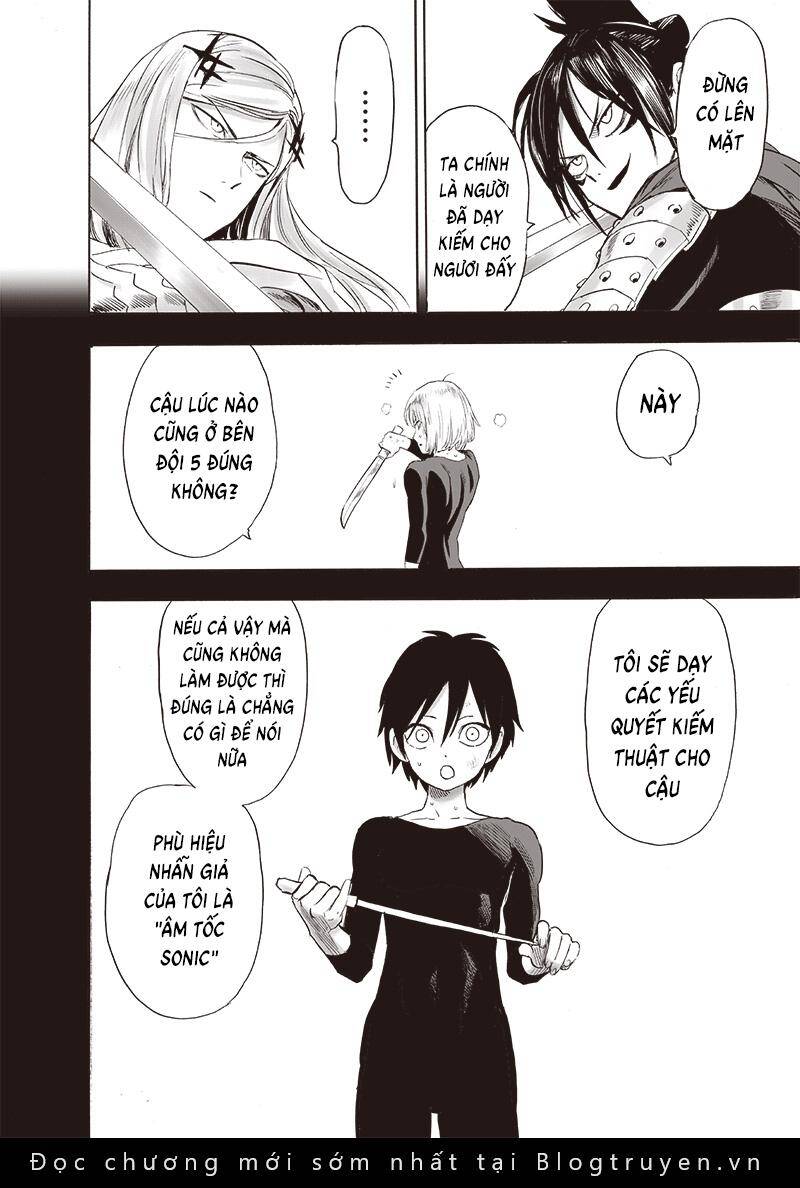 ĐỪNG
CÓ LÊN
MẶT
TA CHÍNH
LÀ NGƯỜI
ĐÃ DẠY
KIẾM CHO
NGƯƠI ĐẤY
......
NÀY
CẬU LÚC NÀO
CŨNG Ở BÊN
ĐỘI 5 ĐÚNG
KHÔNG?
TÔI SẼ DẠY
CÁC YẾU
QUYẾT KIẾM
THUẬT CHO
CẬU
NẾU CẢ VẬY MÀ
CŨNG KHÔNG
LÀM ĐƯỢC THÌ
ĐÚNG LÀ CHẲNG
CÓ GÌ ĐỂ NÓI
NỮA
PHÙ HIỆU
NHẪN GIẢ
CỦA TÔI LÀ
"ÂM TỐC
SONIC"
Đọc chương mới sớm nhất tại Blogtruyen.vn